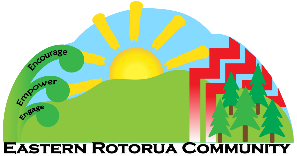 Encourage
Empower
Engage
EASTERN ROTORUA COMMUNITY